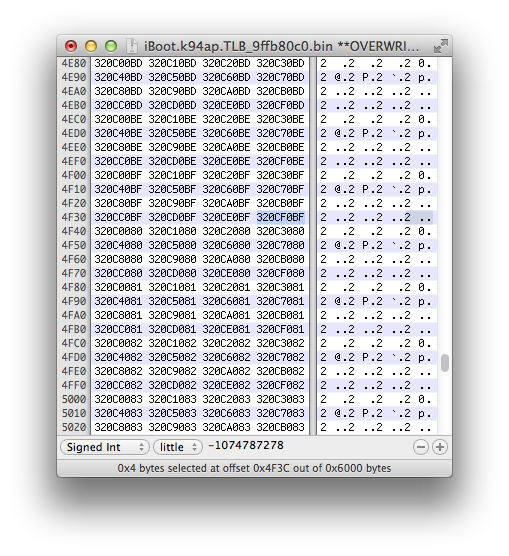 iBoot.k94ap.TLB_9ffb80c0.bin **OVERWRI...
4E80 320C00BD 320C10BD 320C20BD 320C30BD 2  .2  .2  .2 0.
4E90 320C40BD 320C50BD 320C60BD 320C70BD 2 @.2 P.2 `.2 p.
4EA0 320C80BD 320C90BD 320CA0BD 320CB0BD 2 ..2 ..2 ..2 ..
4EB0 320CC0BD 320CD0BD 320CE0BD 320CF0BD 2 ..2 ..2 ..2 ..
4EC0 320C00BE 320C10BE 320C20BE 320C30BE 2  .2  .2  .2 0.
4ED0 320C40BE 320C50BE 320C60BE 320C70BE 2 @.2 P.2 `.2 p.
4EE0 320C80BE 320C90BE 320CA0BE 320CB0BE 2 ..2 ..2 ..2 ..
4EF0 320CC0BE 320CD0BE 320CE0BE 320CF0BE 2 ..2 ..2 ..2 ..
4F00 320C00BF 320C10BF 320C20BF 320C30BF 2  .2  .2  .2 0.
4F10 320C40BF 320C50BF 320C60BF 320C70BF 2 @.2 P.2 `.2 p.
4F20 320C80BF 320C90BF 320CA0BF 320CB0BF 2 ..2 ..2 ..2 ..
4F30 320CC0BF 320CD0BF 320CE0BF 320CF0BF 2 ..2 ..2 ..2 ..
4F40 320C0080 320C1080 320C2080 320C3080 2  .2  .2  .2 0.
4F50 320C4080 320C5080 320C6080 320C7080 2 @.2 P.2 `.2 p.
4F60 320C8080 320C9080 320CA080 320CB080 2 ..2 ..2 ..2 ..
4F70 320CC080 320CD080 320CE080 320CF080 2 ..2 ..2 ..2 ..
4F80 320C0081 320C1081 320C2081 320C3081 2  .2  .2  .2 0.
4F90 320C4081 320C5081 320C6081 320C7081 2 @.2 P.2 `.2 p.
4FA0 320C8081 320C9081 320CA081 320CB081 2 ..2 ..2 ..2 ..
4FB0 320CC081 320CD081 320CE081 320CF081 2 ..2 ..2 ..2 ..
4FC0 320C0082 320C1082 320C2082 320C3082 2  .2  .2  .2 0.
4FD0 320C4082 320C5082 320C6082 320C7082 2 @.2 P.2 `.2 p.
4FE0 320C8082 320C9082 320CA082 320CB082 2 ..2 ..2 ..2 ..
4FF0 320CC082 320CD082 320CE082 320CF082 2 ..2 ..2 ..2 ..
5000 320C0083 320C1083 320C2083 320C3083 2  .2  .2  .2 0.
5010 320C4083 320C5083 320C6083 320C7083 2 @.2 P.2 `.2 p.
5020 320C8083 320C9083 320CA083 320CB083 2 ..2 ..2 ..2 ..
Signed Int little -1074787278
0x4 bytes selected at offset 0x4F3C out of 0x6000 bytes